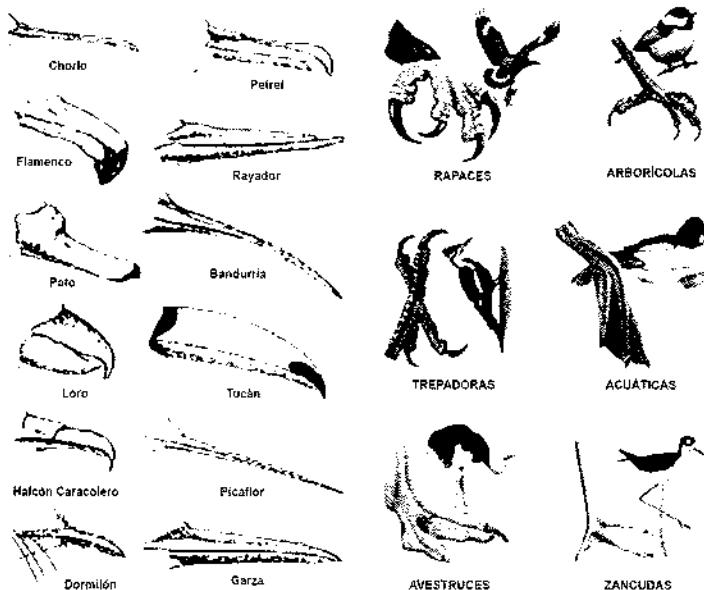 Chorlo
Petrel
Flamenco
Rayador
Pato
Bandurria
Loro
Tucán
Halcón Caracolero
Picaflor
Dormilón
Garza
RAPACES
ARBORÍCOLAS
TREPADORAS
ACUÁTICAS
AVESTRUCES
ZANCUDAS